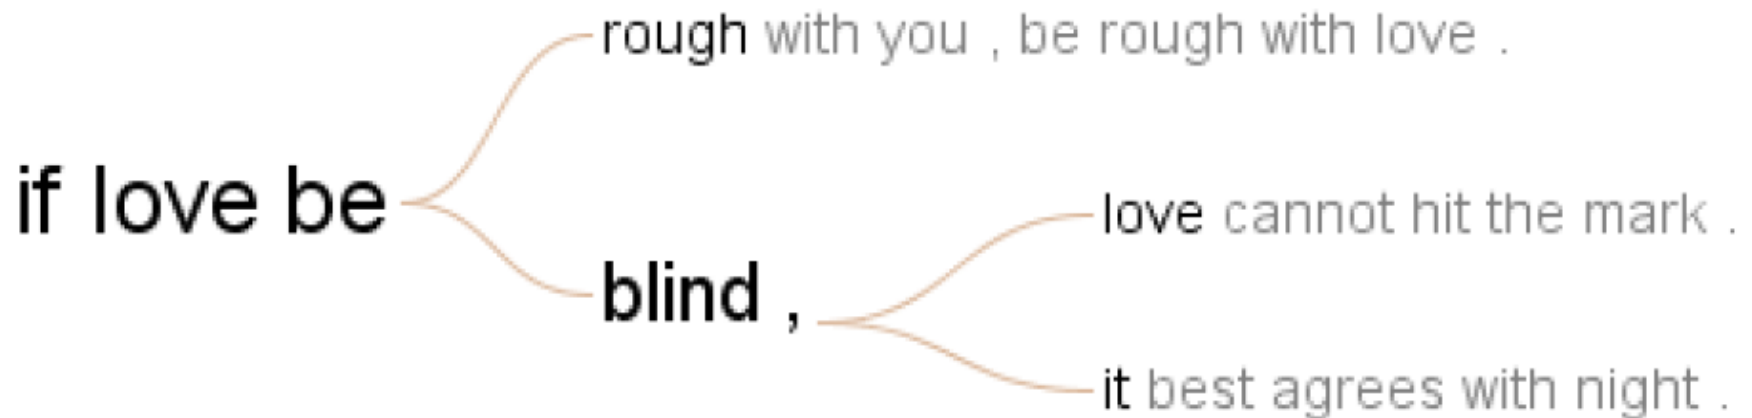 rough with you , be rough with love .
if love be
love cannot hit the mark .
blind ,
it best agrees with night .